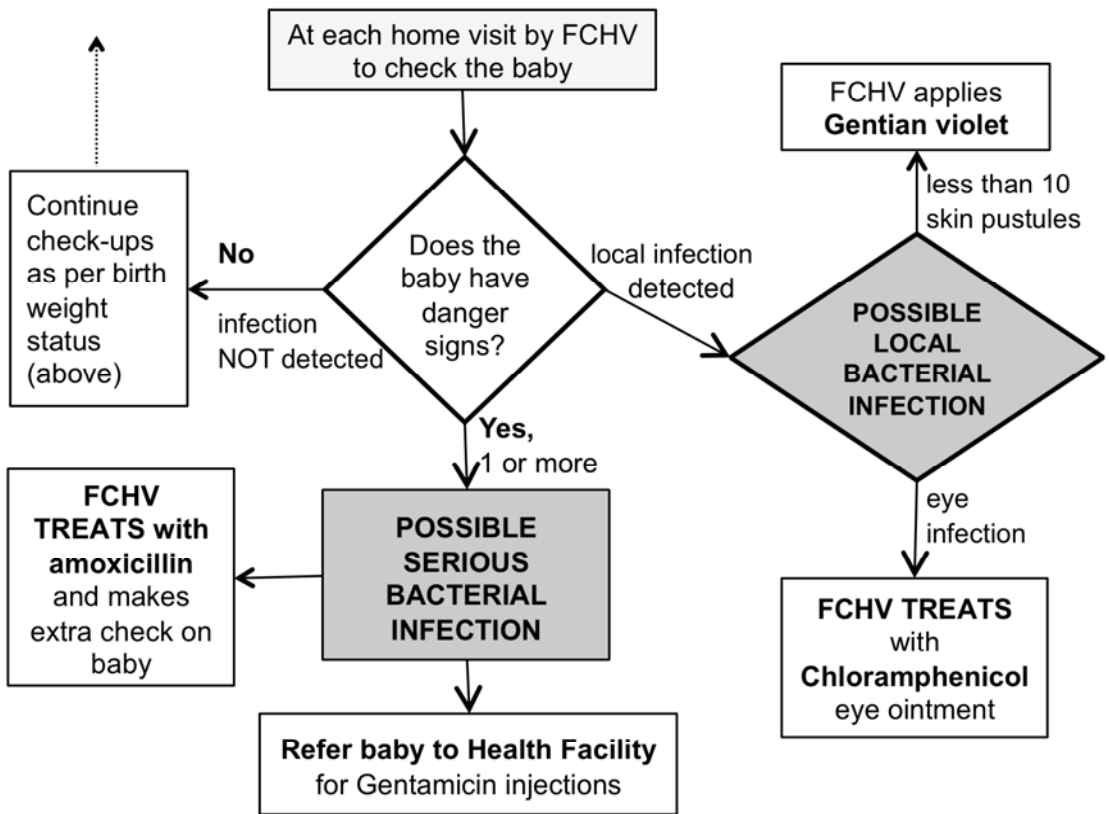 At each home visit by FCHV
to check the baby
FCHV applies
Gentian violet
less than 10
skin pustules
Continue
check-ups
as per birth
weight
status
(above)
No
infection
NOT detected
Does the
baby have
danger
signs?
local infection
detected
POSSIBLE
LOCAL
BACTERIAL
INFECTION
Yes,
1 or more
FCHV
TREATS with
amoxicillin
and makes
extra check on
baby
POSSIBLE
SERIOUS
BACTERIAL
INFECTION
eye
infection
FCHV TREATS
with
Chloramphenicol
eye ointment
Refer baby to Health Facility
for Gentamicin injections